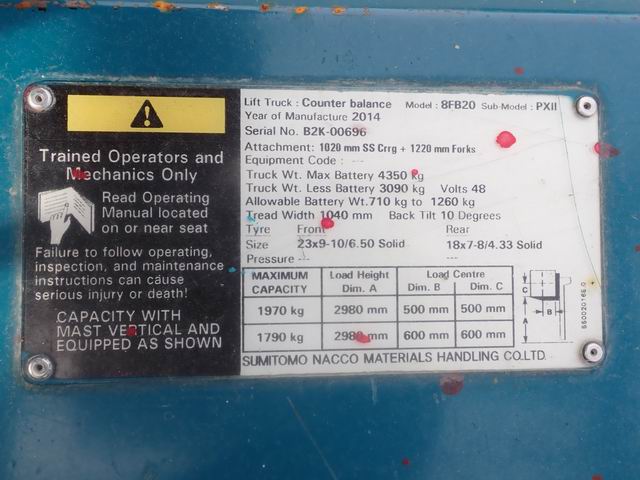 Trained Operators and
Mechanics Only
Read Operating
Manual located
on or near seat
Failure to follow operating,
inspection, and maintenance
instructions can cause
serious injury or death!
CAPACITY WITH
MAST VERTICAL AND
EQUIPPED AS SHOWN
Lift Truck : Counter balance Model : 8FB20 Sub-Model : PXII
Year of Manufacture 2014
Serial No. B2K-00696
Attachment: 1020 mm SS Crrg + 1220 mm Forks
Equipment Code : ---
Truck Wt. Max Battery 4350 kg
Truck Wt. Less Battery 3090 kg Volts 48
Allowable Battery Wt. 710 kg to 1260 kg
Tread Width 1040 mm Back Tilt 10 Degrees
Tyre Front Rear
Size 23x9-10/6.50 Solid 18x7-8/4.33 Solid
Pressure --- ---
MAXIMUM CAPACITY Load Height Dim. A Load Centre Dim. B Dim. C
1970 kg 2980 mm 500 mm 500 mm
1790 kg 2980 mm 600 mm 600 mm
C
A
B
SUMITOMO NACCO MATERIALS HANDLING CO.LTD.